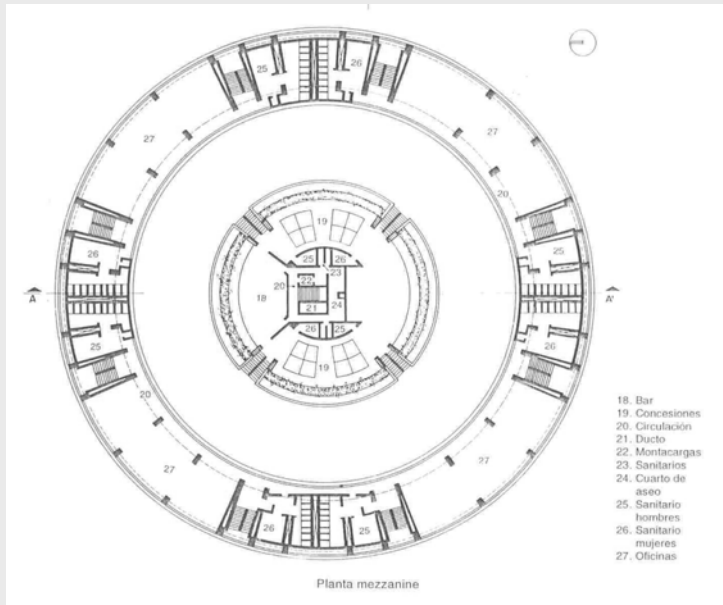 25
26
27
27
20
26
19
25
25
26
23
20
22
A
18
24
A'
21
25
26
25
26
19
20
27
27
26
25
18. Bar
19. Concesiones
20. Circulación
21. Ducto
22. Montacargas
23. Sanitarios
24. Cuarto de
aseo
25. Sanitario
hombres
26. Sanitario
mujeres
27. Oficinas
Planta mezzanine